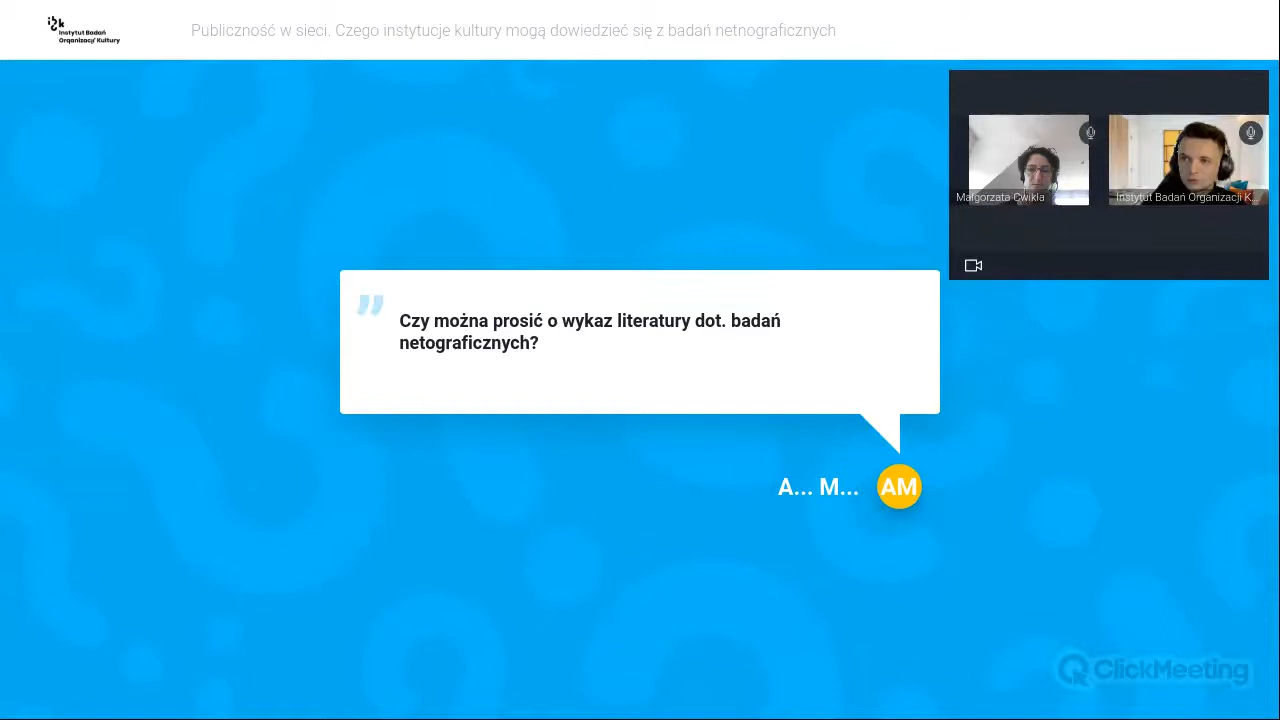 i k
Instytut Badań
Organizacji Kultury
Publiczność w sieci. Czego instytucje kultury mogą dowiedzieć się z badań netnograficznych
Małgorzata Ćwikła
Instytut Badań Organizacji K...
Czy można prosić o wykaz literatury dot. badań
netograficznych?
A... M...
AM
ClickMeeting